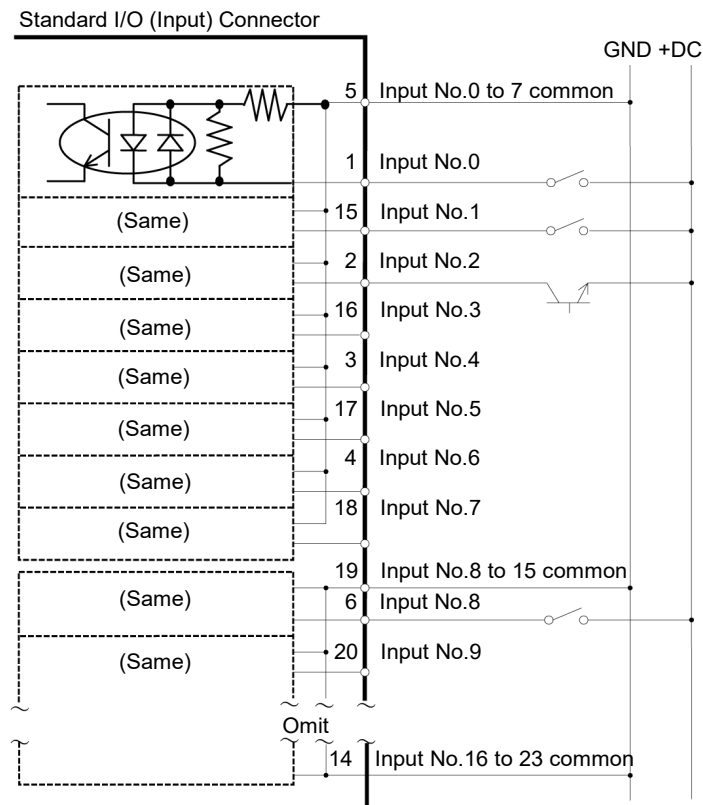 Standard I/O (Input) Connector
GND +DC
5 Input No.0 to 7 common
1 Input No.0
(Same) 15 Input No.1
(Same) 2 Input No.2
(Same) 16 Input No.3
(Same) 3 Input No.4
(Same) 17 Input No.5
(Same) 4 Input No.6
(Same) 18 Input No.7
19 Input No.8 to 15 common
(Same) 6 Input No.8
(Same) 20 Input No.9
Omit
14 Input No.16 to 23 common